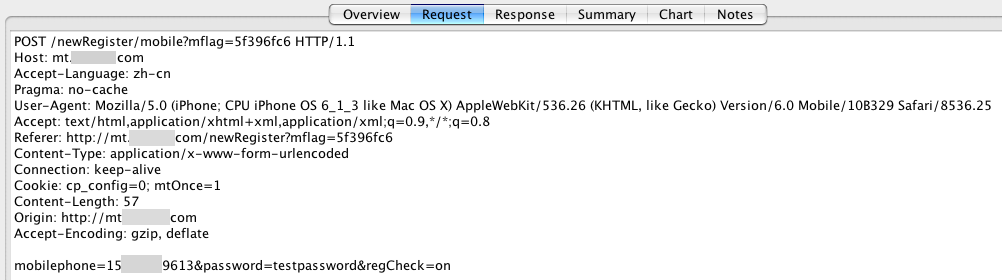 Overview Request Response Summary Chart Notes
POST /newRegister/mobile?mflag=5f396fc6 HTTP/1.1
Host: mt. com
Accept-Language: zh-cn
Pragma: no-cache
User-Agent: Mozilla/5.0 (iPhone; CPU iPhone OS 6_1_3 like Mac OS X) AppleWebKit/536.26 (KHTML, like Gecko) Version/6.0 Mobile/10B329 Safari/8536.25
Accept: text/html,application/xhtml+xml,application/xml;q=0.9,*/*;q=0.8
Referer: http://mt. com/newRegister?mflag=5f396fc6
Content-Type: application/x-www-form-urlencoded
Connection: keep-alive
Cookie: cp_config=0; mtOnce=1
Content-Length: 57
Origin: http://mt com
Accept-Encoding: gzip, deflate
mobilephone=15 9613&password=testpassword&regCheck=on